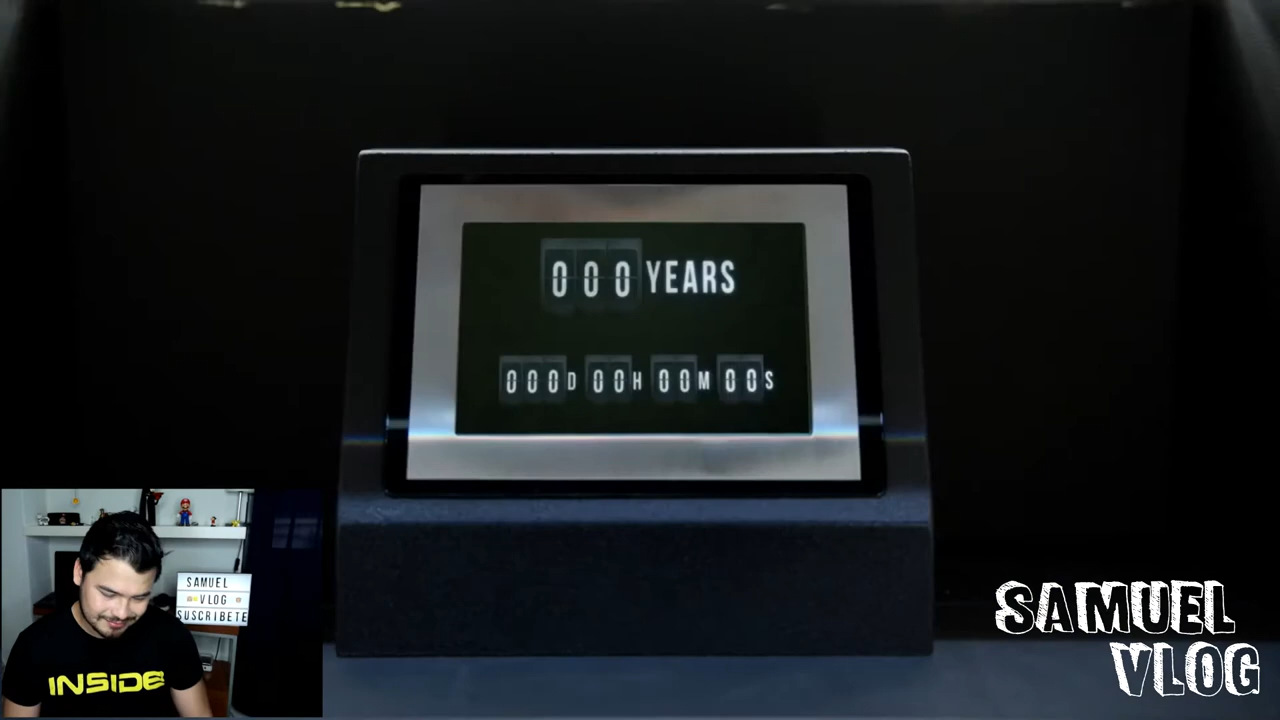 000 YEARS
000D 00H 00M 00S
SAMUEL
VLOG
SUSCRIBETE
INSIDE
SAMUEL
VLOG